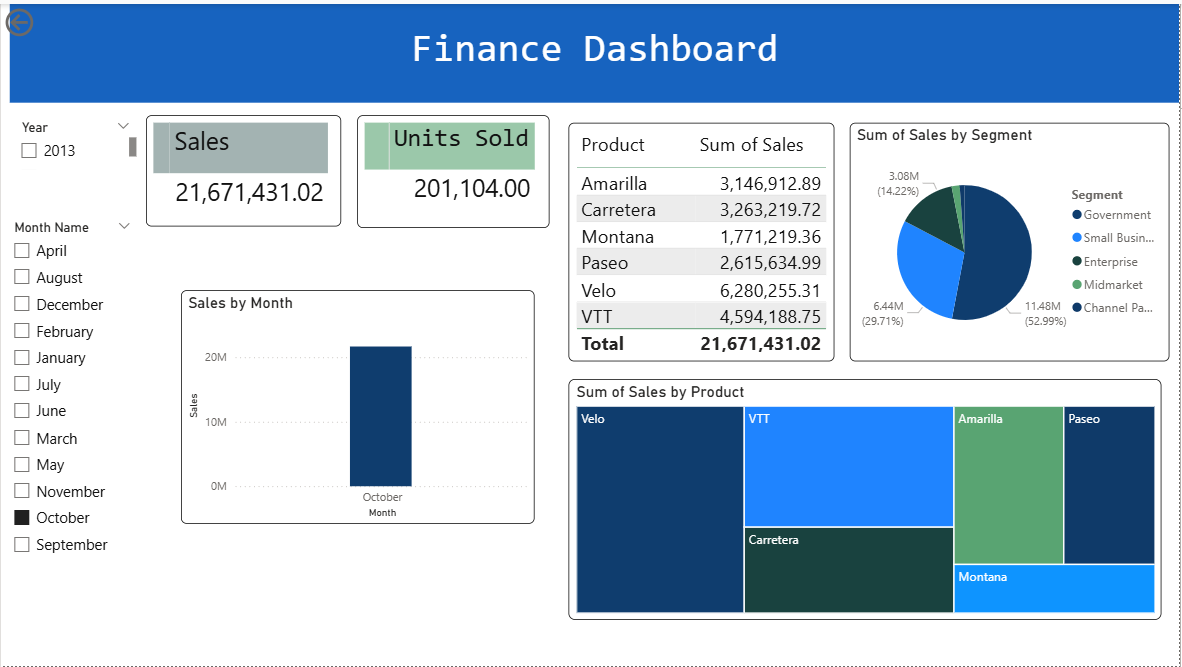 Finance Dashboard
Year
2013
Month Name
April
August
December
February
January
July
June
March
May
November
October
September
Sales
21,671,431.02
Units Sold
201,104.00
Sales by Month
Sales
20M
10M
0M
October
Month
Product Sum of Sales
Amarilla 3,146,912.89
Carretera 3,263,219.72
Montana 1,771,219.36
Paseo 2,615,634.99
Velo 6,280,255.31
VTT 4,594,188.75
Total 21,671,431.02
Sum of Sales by Segment
3.08M
(14.22%)
6.44M
(29.71%)
11.48M
(52.99%)
Segment
Government
Small Busin...
Enterprise
Midmarket
Channel Pa...
Sum of Sales by Product
Velo
VTT
Carretera
Amarilla
Paseo
Montana